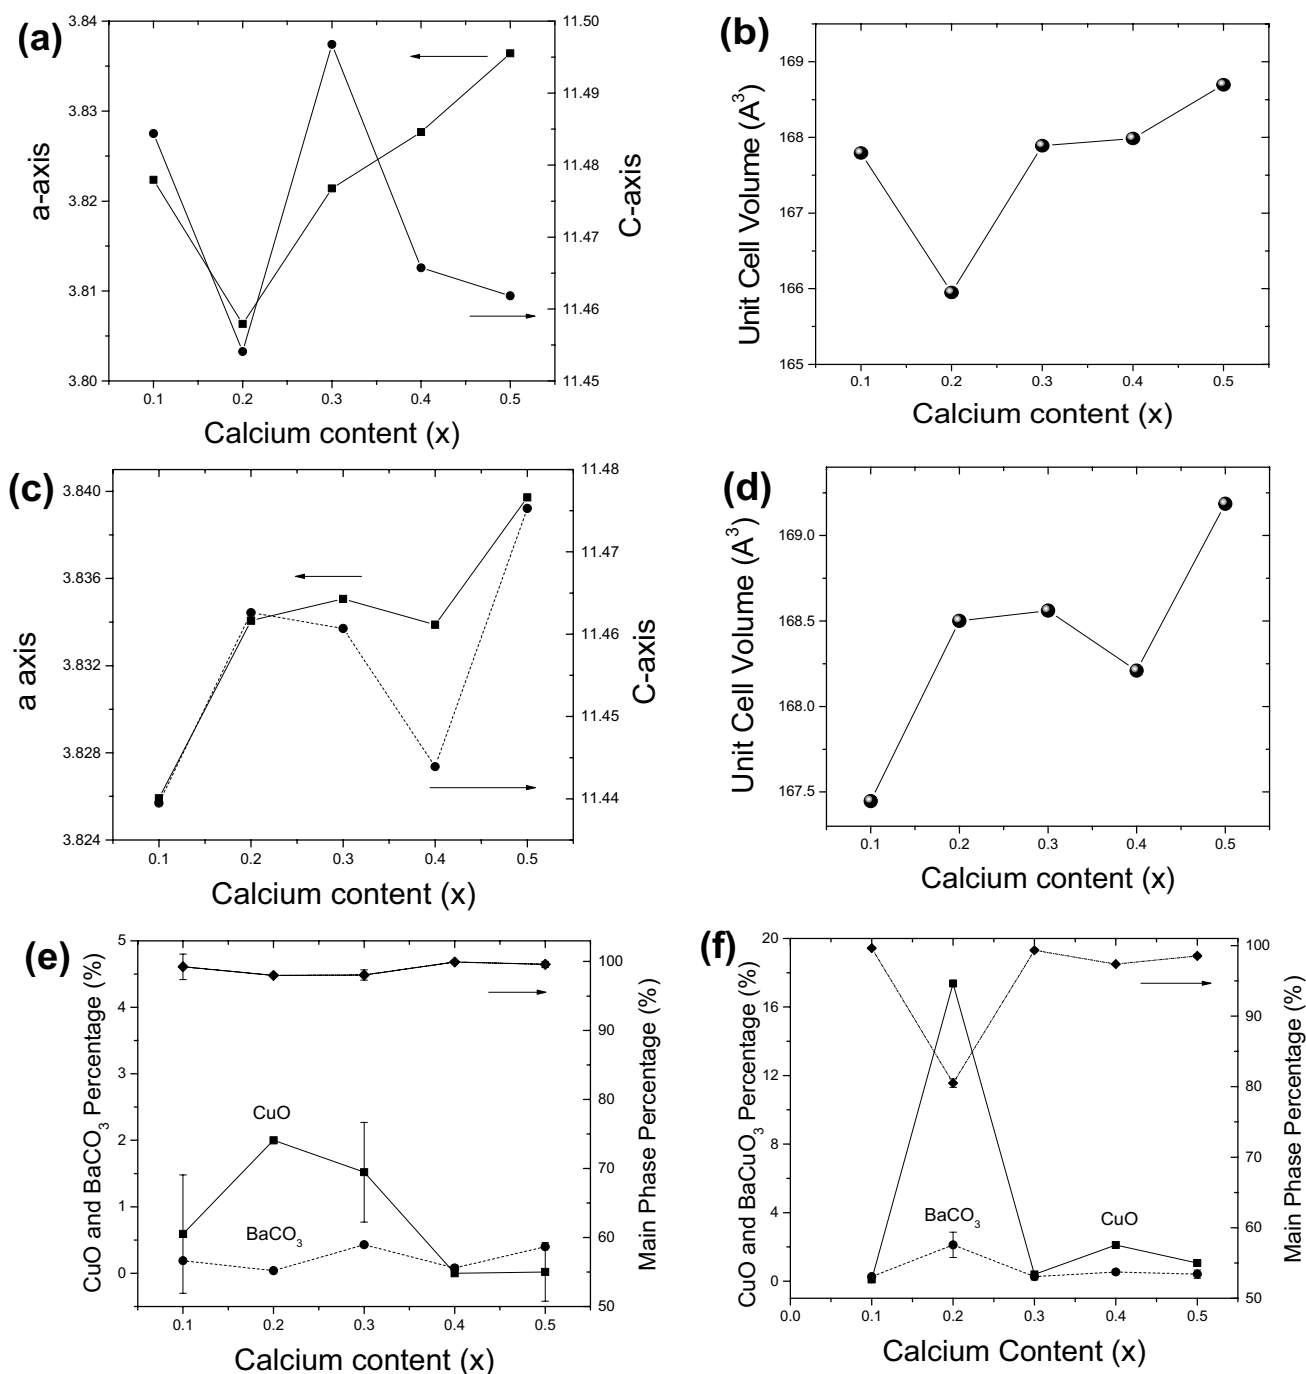 (a)
3.84
3.83
3.82
3.81
3.80
a-axis
11.50
11.49
11.48
11.47
11.46
11.45
C-axis
0.1 0.2 0.3 0.4 0.5
Calcium content (x)
(b)
169
168
167
166
165
Unit Cell Volume (A³)
0.1 0.2 0.3 0.4 0.5
Calcium content (x)
(c)
3.840
3.836
3.832
3.828
3.824
a axis
11.48
11.47
11.46
11.45
11.44
C-axis
0.1 0.2 0.3 0.4 0.5
Calcium content (x)
(d)
169.0
168.5
168.0
167.5
Unit Cell Volume (A³)
0.1 0.2 0.3 0.4 0.5
Calcium content (x)
(e)
5
4
3
2
1
0
CuO and BaCO₃ Percentage (%)
CuO
BaCO₃
100
90
80
70
60
50
Main Phase Percentage (%)
0.1 0.2 0.3 0.4 0.5
Calcium content (x)
(f)
20
18
16
14
12
10
8
6
4
2
0
CuO and BaCuO₃ Percentage (%)
BaCO₃
CuO
100
90
80
70
60
50
Main Phase Percentage (%)
0.0 0.1 0.2 0.3 0.4 0.5
Calcium Content (x)